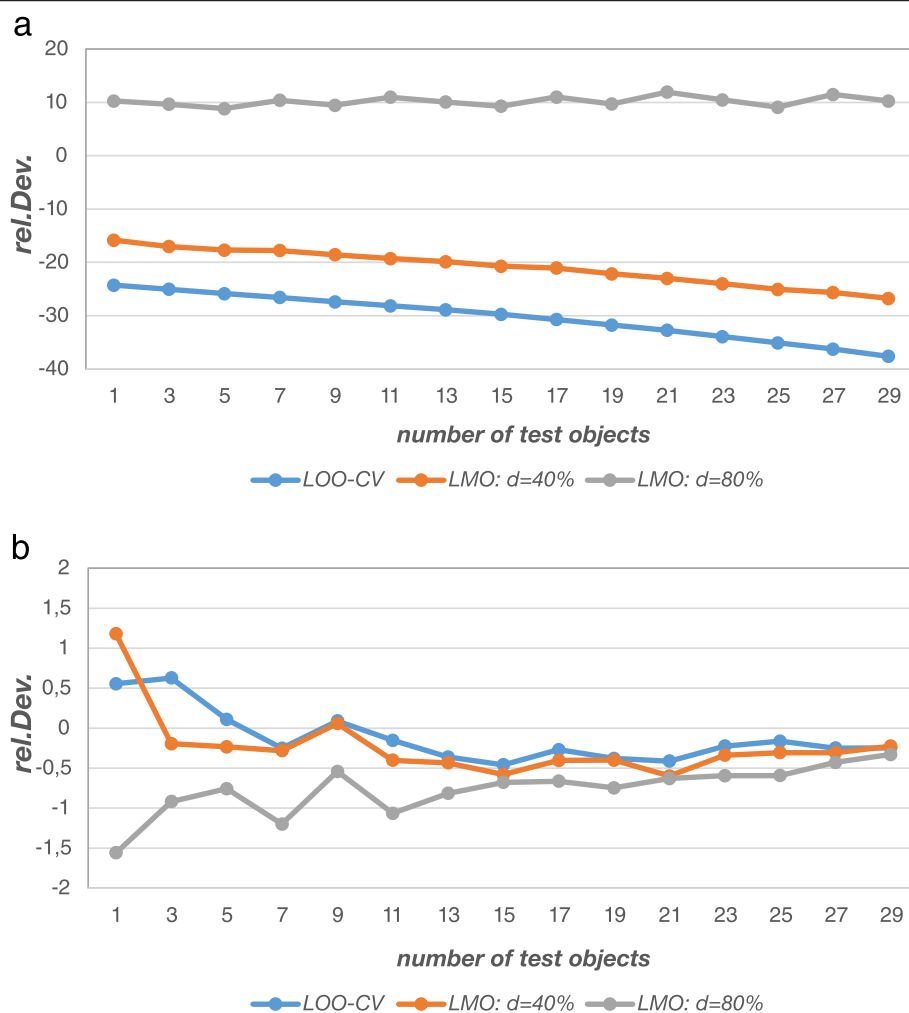 a
20
10
0
-10
-20
-30
-40
rel.Dev.
1 3 5 7 9 11 13 15 17 19 21 23 25 27 29
number of test objects
LOO-CV LMO: d=40% LMO: d=80%
b
2
1,5
1
0,5
0
-0,5
-1
-1,5
-2
rel.Dev.
1 3 5 7 9 11 13 15 17 19 21 23 25 27 29
number of test objects
LOO-CV LMO: d=40% LMO: d=80%